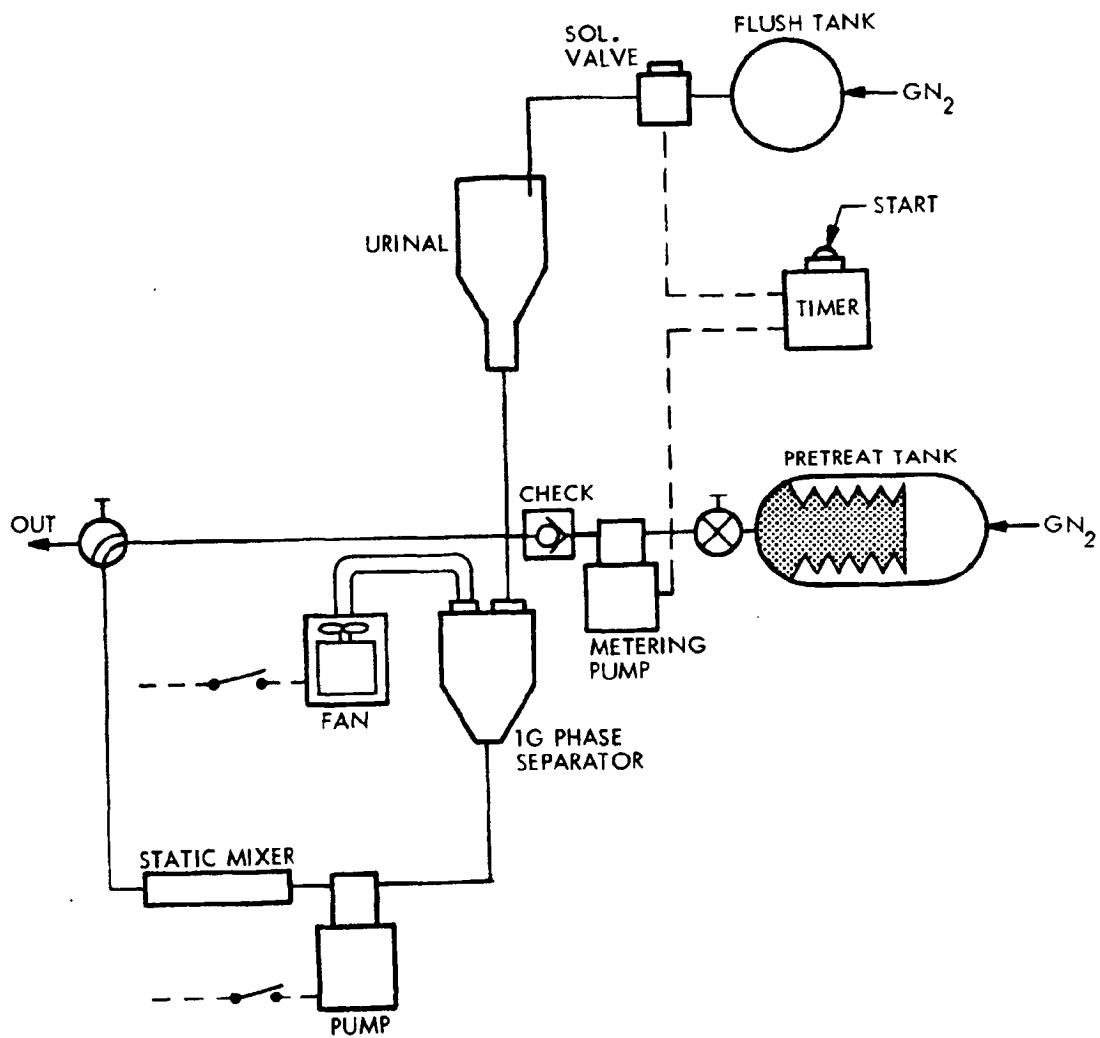 FLUSH TANK
SOL.
VALVE
GN2
START
URINAL
TIMER
PRETREAT TANK
CHECK
OUT
GN2
METERING
PUMP
FAN
1G PHASE
SEPARATOR
STATIC MIXER
PUMP